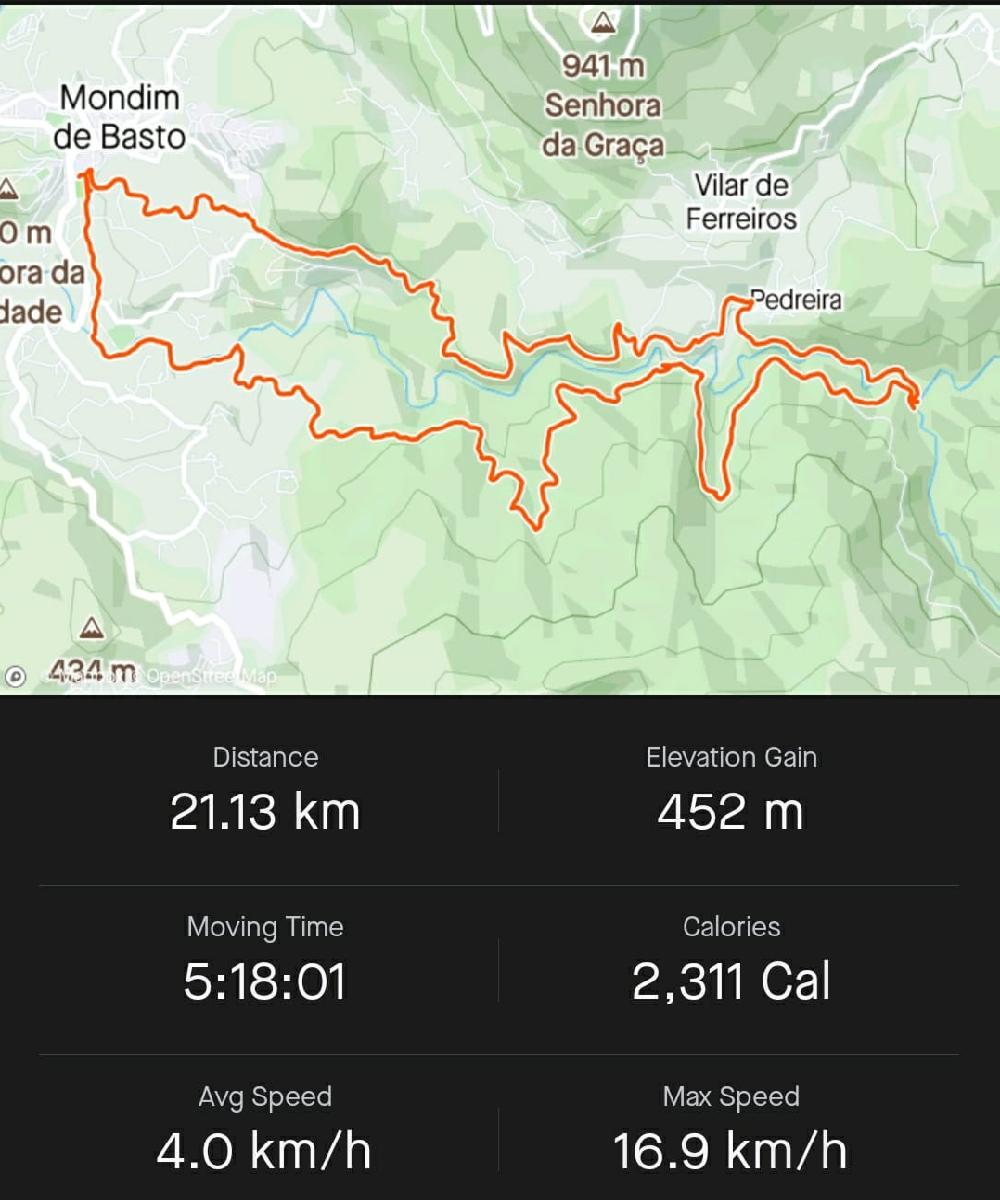 941 m
Senhora
da Graça
Mondim
de Basto
Vilar de
Ferreiros
0 m
ora da
dade
Pedreira
434 m
OpenStreetMap
Distance
21.13 km
Elevation Gain
452 m
Moving Time
5:18:01
Calories
2,311 Cal
Avg Speed
4.0 km/h
Max Speed
16.9 km/h